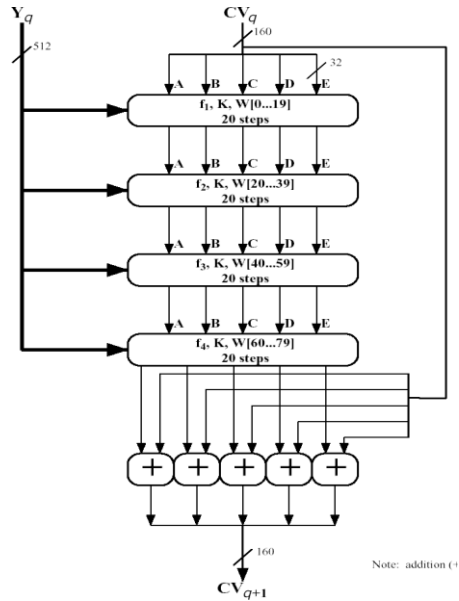 Yq CVq
512 160
32
A B C D E
f1, K, W[0...19]
20 steps
A B C D E
f2, K, W[20...39]
20 steps
A B C D E
f3, K, W[40...59]
20 steps
A B C D E
f4, K, W[60...79]
20 steps
+ + + + +
160
Note: addition (+
CVq+1